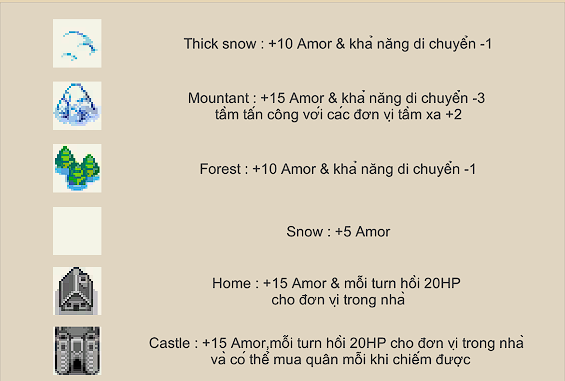 Thick snow : +10 Amor & khả năng di chuyển -1
Mountant : +15 Amor & khả năng di chuyển -3
tầm tấn công với các đơn vị tầm xa +2
Forest : +10 Amor & khả năng di chuyển -1
Snow : +5 Amor
Home : +15 Amor & mỗi turn hồi 20HP
cho đơn vị trong nhà
Castle : +15 Amor,mỗi turn hồi 20HP cho đơn vị trong nhà
và có thể mua quân mỗi khi chiếm được